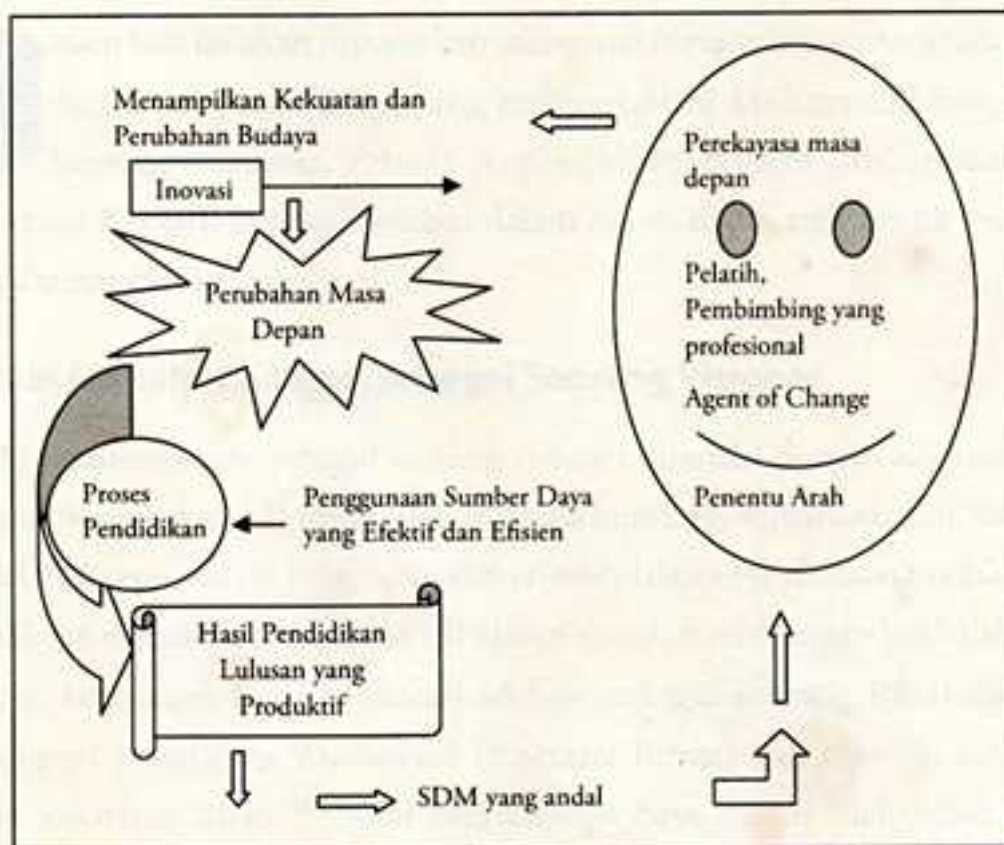 Menampilkan Kekuatan dan
Perubahan Budaya
Inovasi
Perubahan Masa
Depan
Proses
Pendidikan
Penggunaan Sumber Daya
yang Efektif dan Efisien
Hasil Pendidikan
Lulusan yang
Produktif
SDM yang andal
Perekayasa masa
depan
Pelatih,
Pembimbing yang
profesional
Agent of Change
Penentu Arah